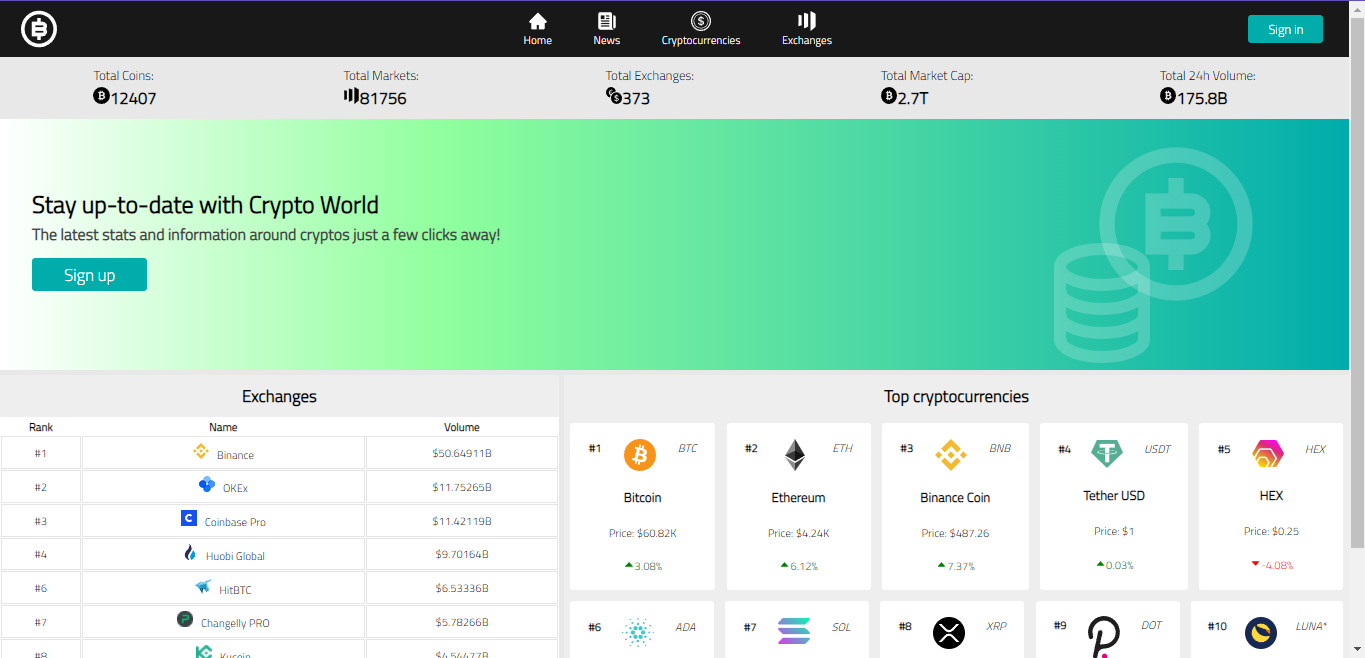 Home
News
Cryptocurrencies
Exchanges
Sign in
Total Coins:
12407
Total Markets:
81756
Total Exchanges:
373
Total Market Cap:
2.7T
Total 24h Volume:
175.8B
Stay up-to-date with Crypto World
The latest stats and information around cryptos just a few clicks away!
Sign up
Exchanges
Rank Name Volume
#1 Binance $50.64911B
#2 OKEx $11.75265B
#3 Coinbase Pro $11.42119B
#4 Huobi Global $9.70164B
#6 HitBTC $6.53336B
#7 Changelly PRO $5.78266B
#8 Kucoin $4.54477B
Top cryptocurrencies
#1 BTC
Bitcoin
Price: $60.82K
3.08%
#2 ETH
Ethereum
Price: $4.24K
6.12%
#3 BNB
Binance Coin
Price: $487.26
7.37%
#4 USDT
Tether USD
Price: $1
0.03%
#5 HEX
HEX
Price: $0.25
-4.08%
#6 ADA
#7 SOL
#8 XRP
#9 DOT
#10 LUNA*